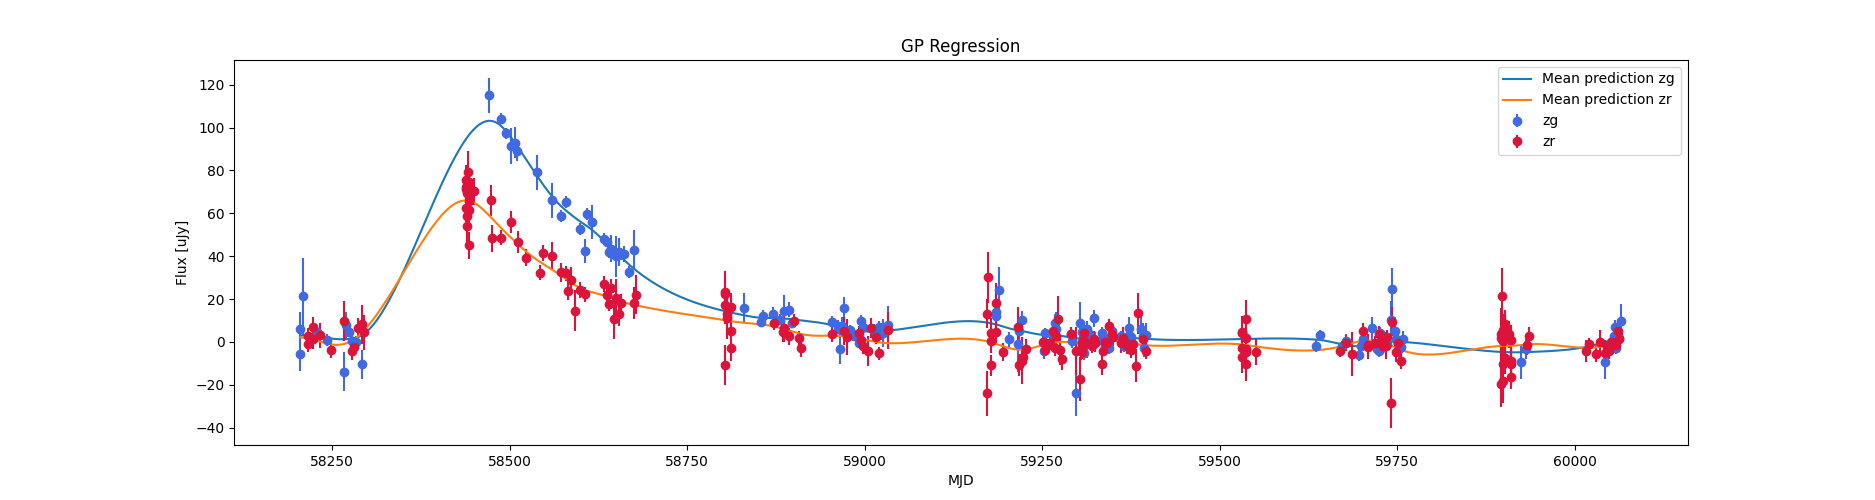 GP Regression
Flux [uJy]
120
100
80
60
40
20
0
−20
−40
Mean prediction zg
Mean prediction zr
zg
zr
58250
58500
58750
59000
59250
59500
59750
60000
MJD